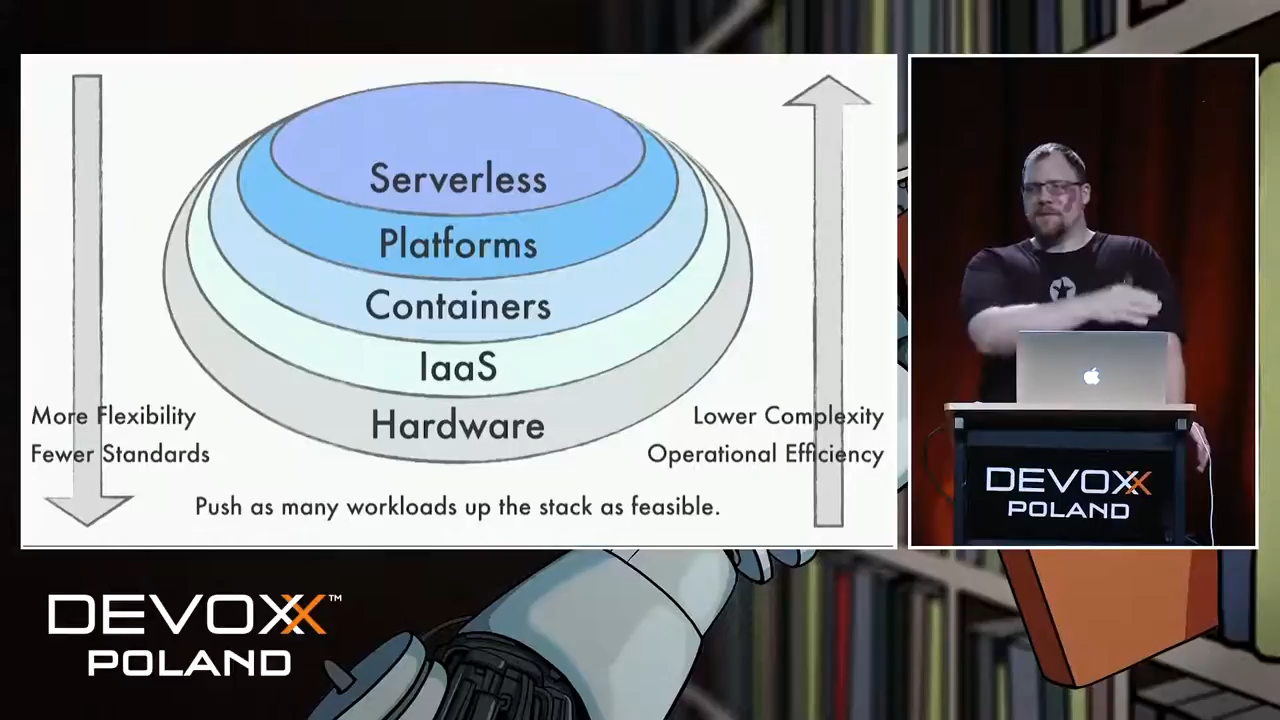 Serverless
Platforms
Containers
IaaS
Hardware
More Flexibility
Fewer Standards
Lower Complexity
Operational Efficiency
Push as many workloads up the stack as feasible.
DEVOXX
POLAND
DEVOXX™
POLAND